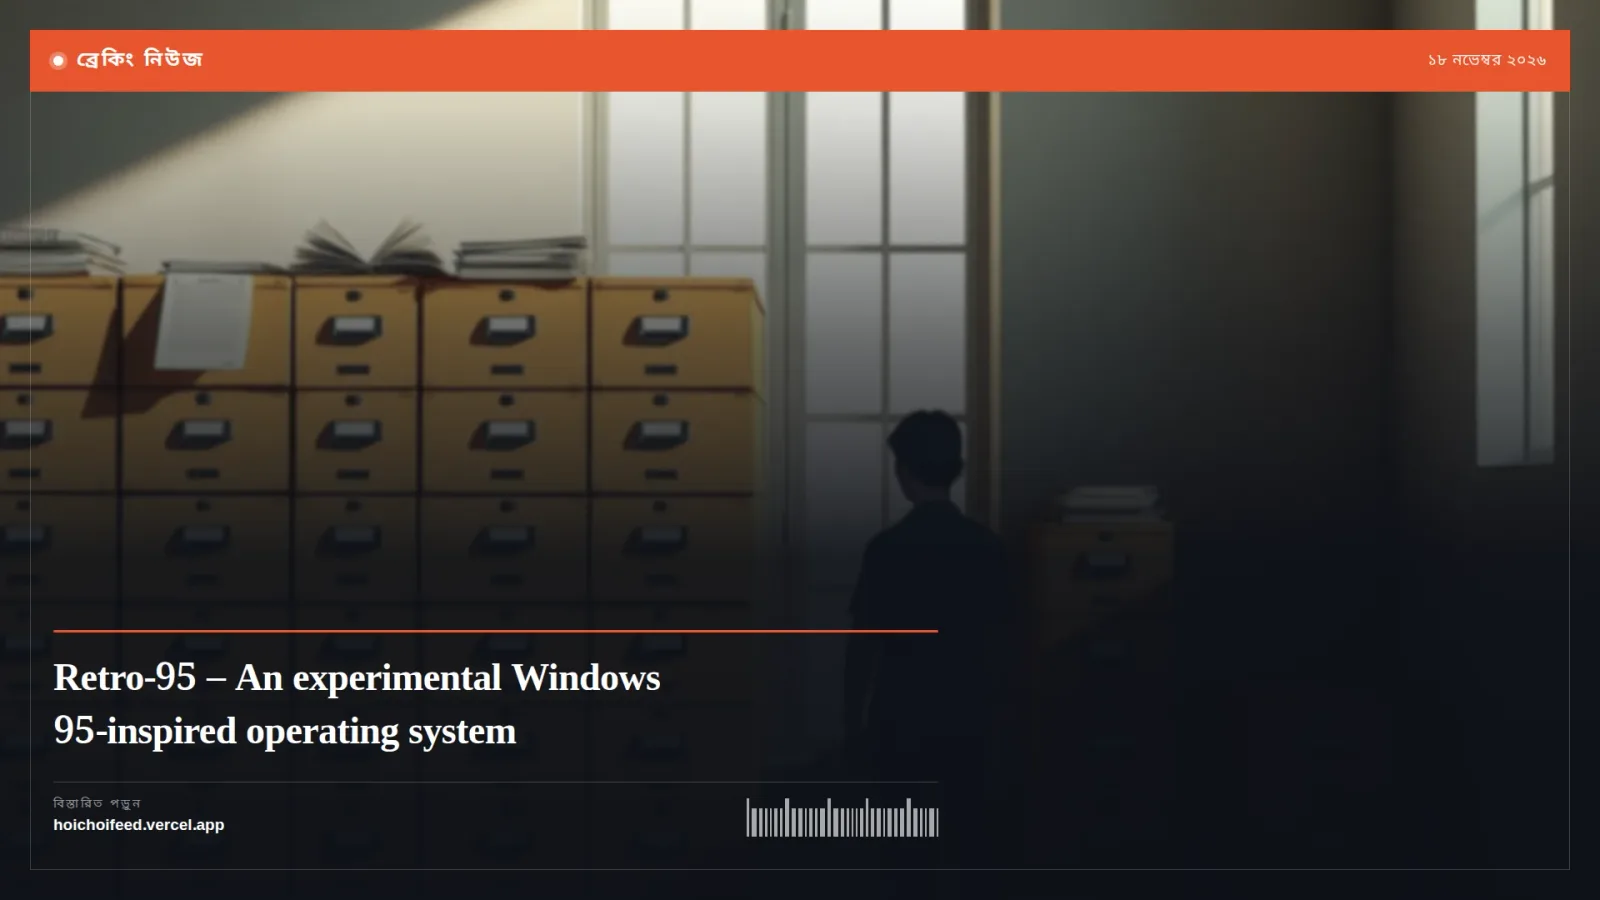 ব্রেকিং নিউজ
১৮ নভেম্বর ২০২৬
Retro-95 – An experimental Windows
95-inspired operating system
বিস্তারিত পড়ুন
hoichoifeed.vercel.app